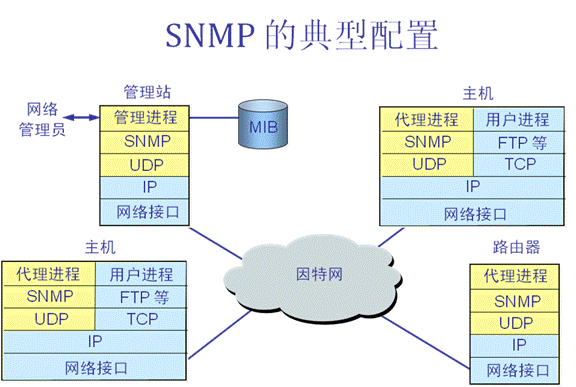 SNMP 的典型配置
管理站
网络
管理员
管理进程
SNMP
UDP
IP
网络接口
MIB
主机
代理进程 用户进程
SNMP FTP 等
UDP TCP
IP
网络接口
因特网
主机
代理进程 用户进程
SNMP FTP 等
UDP TCP
IP
网络接口
路由器
代理进程
SNMP
UDP
IP
网络接口